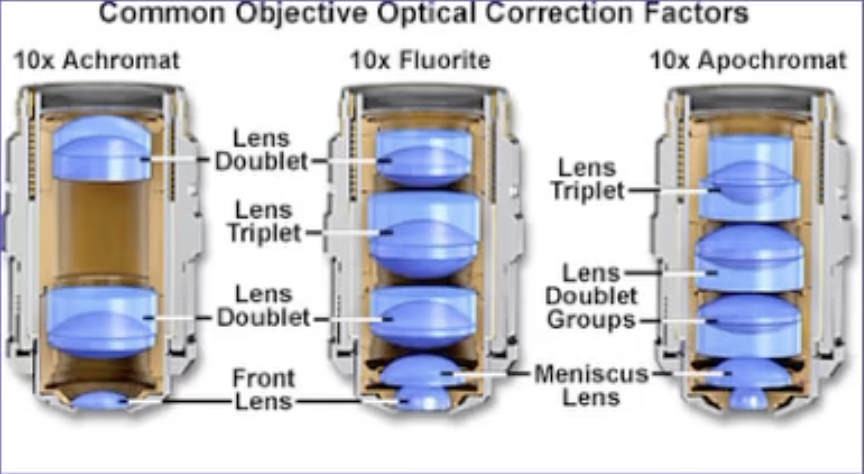 Common Objective Optical Correction Factors
10x Achromat
10x Fluorite
10x Apochromat
Lens
Doublet
Lens
Triplet
Lens
Doublet
Front
Lens
Lens
Triplet
Lens
Doublet
Groups
Meniscus
Lens